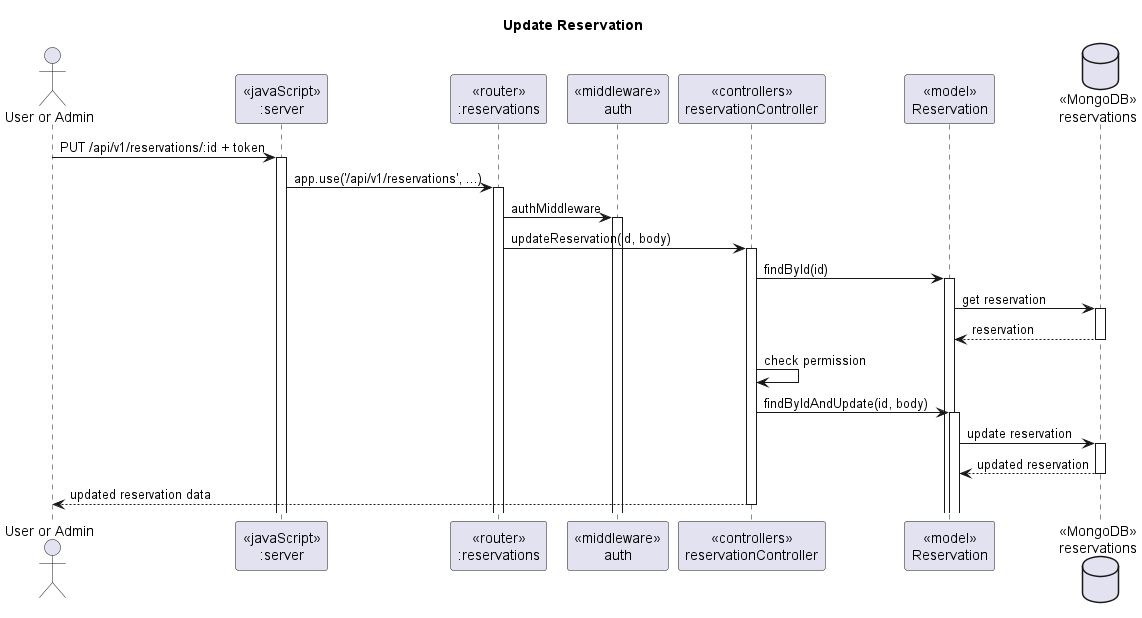 Update Reservation
User or Admin
«javaScript»
:server
«router»
:reservations
«middleware»
auth
«controllers»
reservationController
«model»
Reservation
«MongoDB»
reservations
PUT /api/v1/reservations/:id + token
app.use('/api/v1/reservations', ...)
authMiddleware
updateReservation(id, body)
findById(id)
get reservation
reservation
check permission
findByIdAndUpdate(id, body)
update reservation
updated reservation
updated reservation data
User or Admin
«javaScript»
:server
«router»
:reservations
«middleware»
auth
«controllers»
reservationController
«model»
Reservation
«MongoDB»
reservations